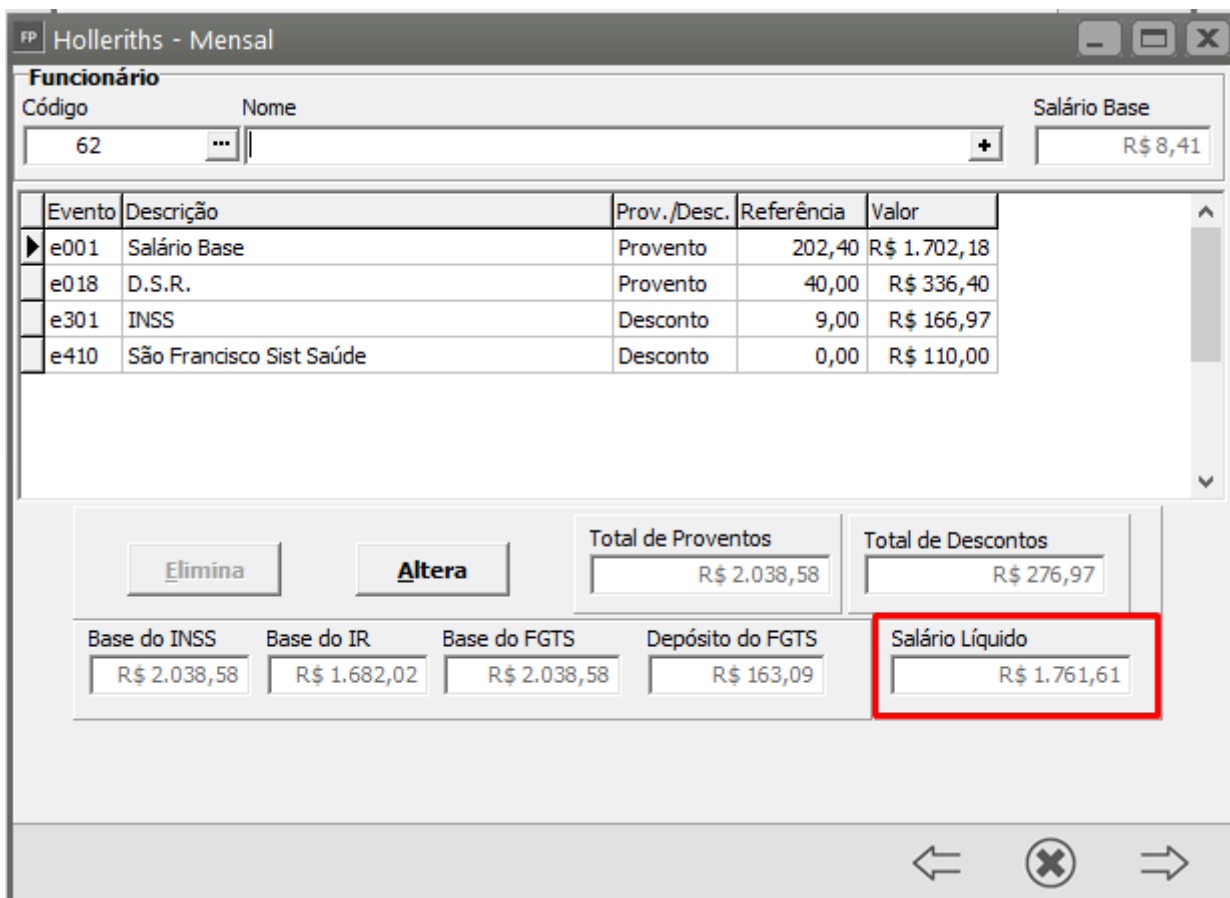 FP Holleriths - Mensal
Funcionário
Código Nome Salário Base
62 ... + R$ 8,41
Evento Descrição Prov./Desc. Referência Valor
e001 Salário Base Provento 202,40 R$ 1.702,18
e018 D.S.R. Provento 40,00 R$ 336,40
e301 INSS Desconto 9,00 R$ 166,97
e410 São Francisco Sist Saúde Desconto 0,00 R$ 110,00
Elimina Altera
Total de Proventos Total de Descontos
R$ 2.038,58 R$ 276,97
Base do INSS Base do IR Base do FGTS Depósito do FGTS Salário Líquido
R$ 2.038,58 R$ 1.682,02 R$ 2.038,58 R$ 163,09 R$ 1.761,61